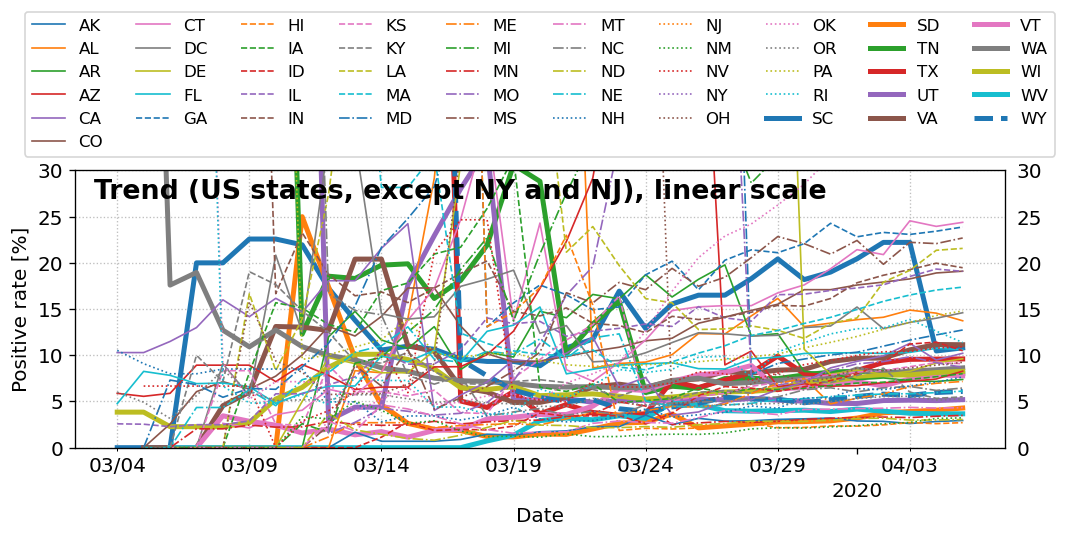 AK CT HI KS ME MT NJ OK SD VT
AL DC IA KY MI NC NM OR TN WA
AR DE ID LA MN ND NV PA TX WI
AZ FL IL MA MO NE NY RI UT WV
CA GA IN MD MS NH OH SC VA WY
CO
Trend (US states, except NY and NJ), linear scale
30 30
25 25
20 20
15 15
10 10
5 5
0 0
Positive rate [%]
03/04 03/09 03/14 03/19 03/24 03/29 04/03
2020
Date